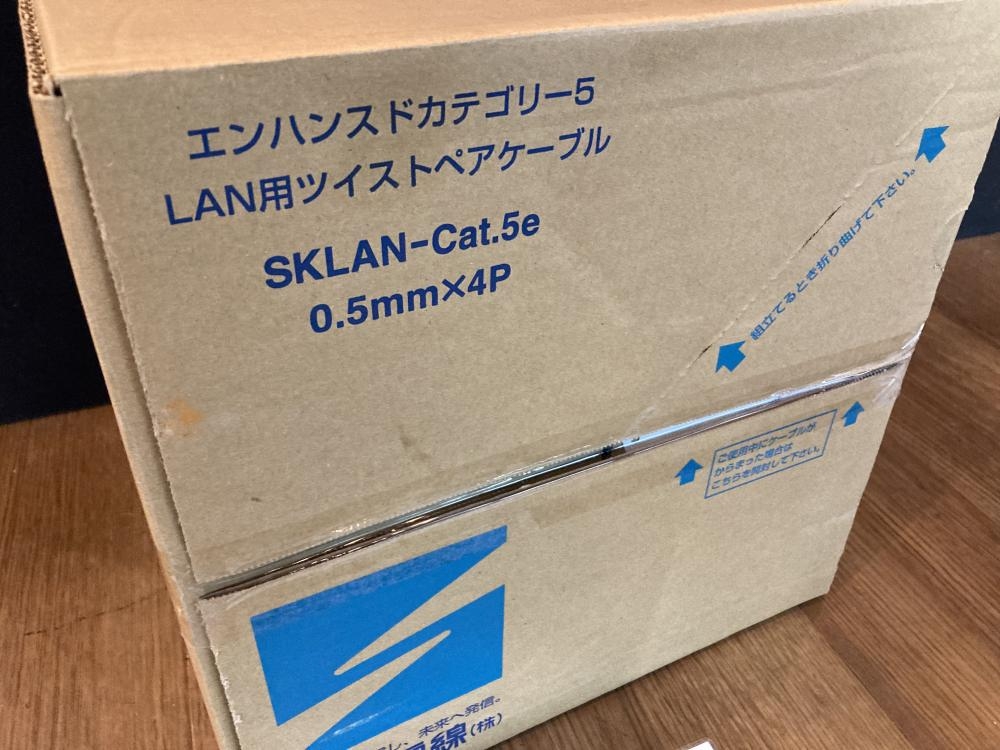 エンハンスドカテゴリー5
LAN用ツイストペアケーブル
SKLAN-Cat.5e
0.5mm×4P
組立てるとき折り曲げて下さい。
ご使用中にケーブルが
からまった場合は
こちらを開封して下さい。
未来へ発信。
線(株)